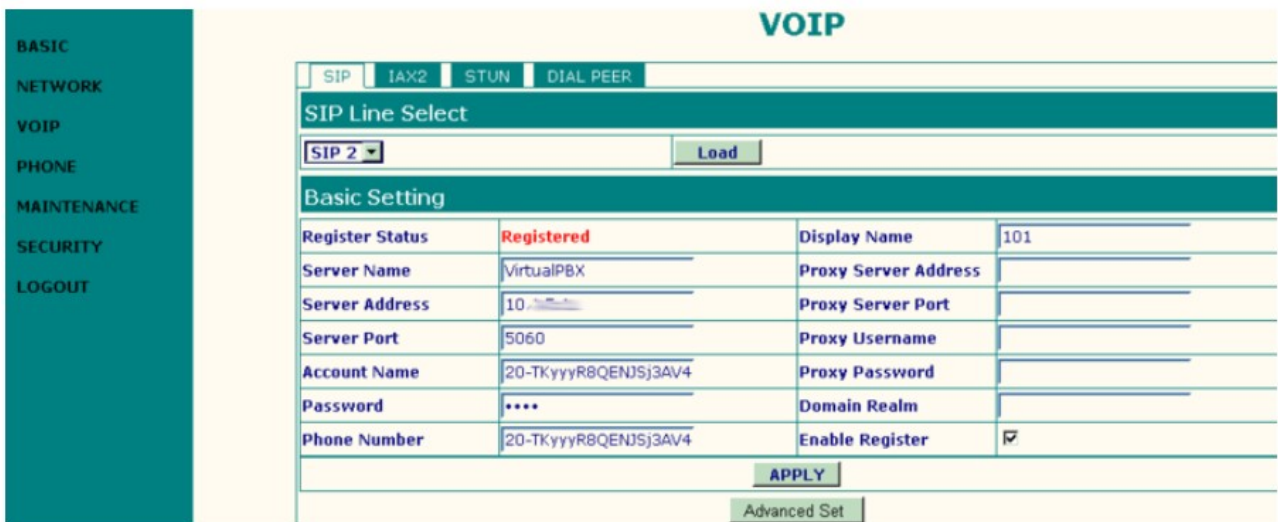 VOIP
BASIC
NETWORK
VOIP
PHONE
MAINTENANCE
SECURITY
LOGOUT
SIP IAX2 STUN DIAL PEER
SIP Line Select
SIP 2 Load
Basic Setting
Register Status Registered Display Name 101
Server Name VirtualPBX Proxy Server Address
Server Address 10. Proxy Server Port
Server Port 5060 Proxy Username
Account Name 20-TKyyyR8QENJSj3AV4 Proxy Password
Password •••• Domain Realm
Phone Number 20-TKyyyR8QENJSj3AV4 Enable Register
APPLY
Advanced Set